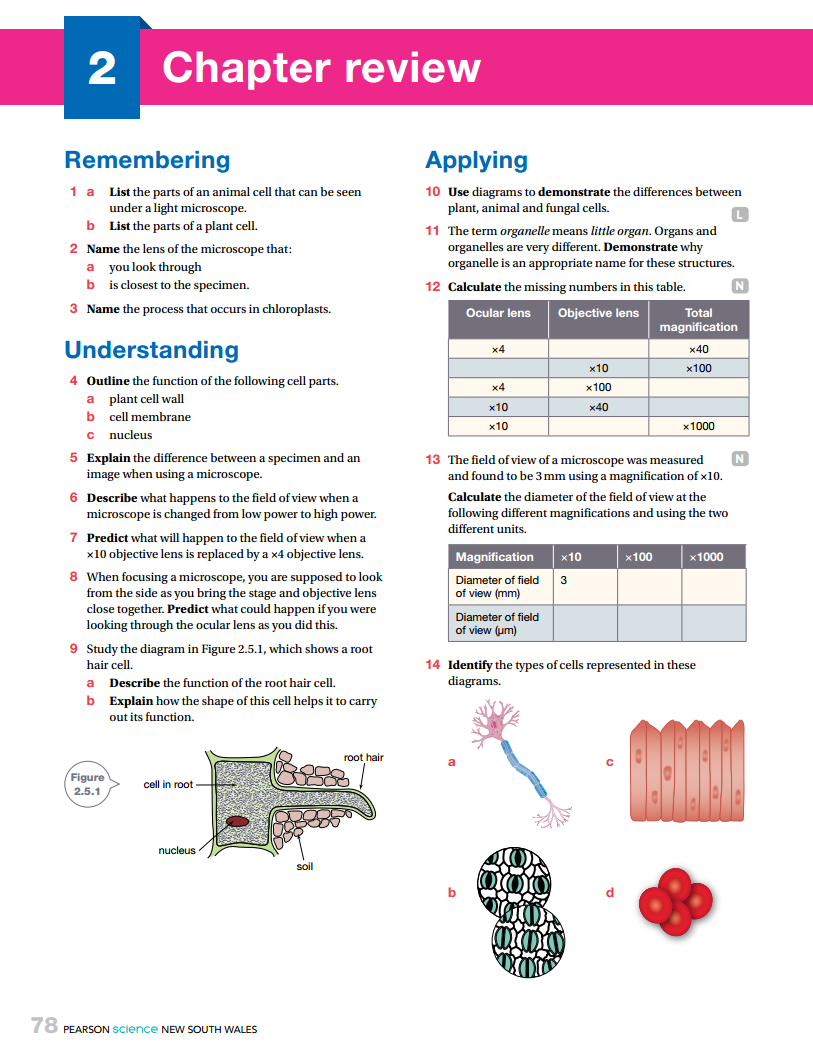 2
Chapter review
Remembering
1 a List the parts of an animal cell that can be seen
under a light microscope.
b List the parts of a plant cell.
2 Name the lens of the microscope that:
a you look through
b is closest to the specimen.
3 Name the process that occurs in chloroplasts.
Understanding
4 Outline the function of the following cell parts.
a plant cell wall
b cell membrane
c nucleus
5 Explain the difference between a specimen and an
image when using a microscope.
6 Describe what happens to the field of view when a
microscope is changed from low power to high power.
7 Predict what will happen to the field of view when a
×10 objective lens is replaced by a ×4 objective lens.
8 When focusing a microscope, you are supposed to look
from the side as you bring the stage and objective lens
close together. Predict what could happen if you were
looking through the ocular lens as you did this.
9 Study the diagram in Figure 2.5.1, which shows a root
hair cell.
a Describe the function of the root hair cell.
b Explain how the shape of this cell helps it to carry
out its function.
Figure
2.5.1
root hair
cell in root
nucleus
soil
Applying
10 Use diagrams to demonstrate the differences between
plant, animal and fungal cells.
L
11 The term organelle means little organ. Organs and
organelles are very different. Demonstrate why
organelle is an appropriate name for these structures.
12 Calculate the missing numbers in this table.
N
Ocular lens Objective lens Total
magnification
×4 ×40
×10 ×100
×4 ×100
×10 ×40
×10 ×1000
13 The field of view of a microscope was measured
N
and found to be 3 mm using a magnification of ×10.
Calculate the diameter of the field of view at the
following different magnifications and using the two
different units.
Magnification ×10 ×100 ×1000
Diameter of field
of view (mm)
3
Diameter of field
of view (μm)
14 Identify the types of cells represented in these
diagrams.
a
c
b
d
78 PEARSON science NEW SOUTH WALES